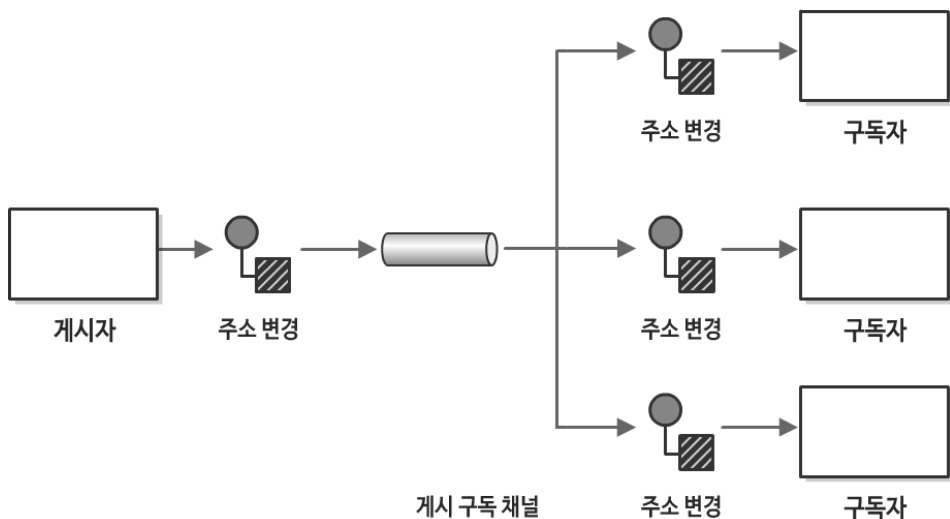 주소 변경
구독자
게시자
주소 변경
주소 변경
구독자
게시 구독 채널
주소 변경
구독자